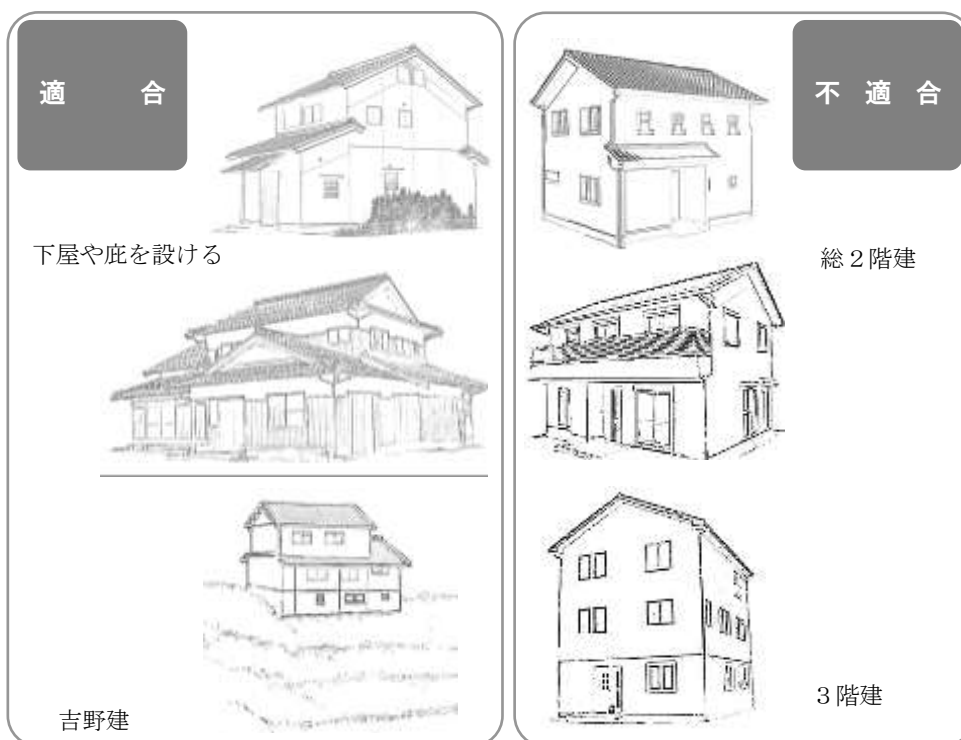 適 合
下屋や庇を設ける
吉野建
不 適 合
総２階建
３階建